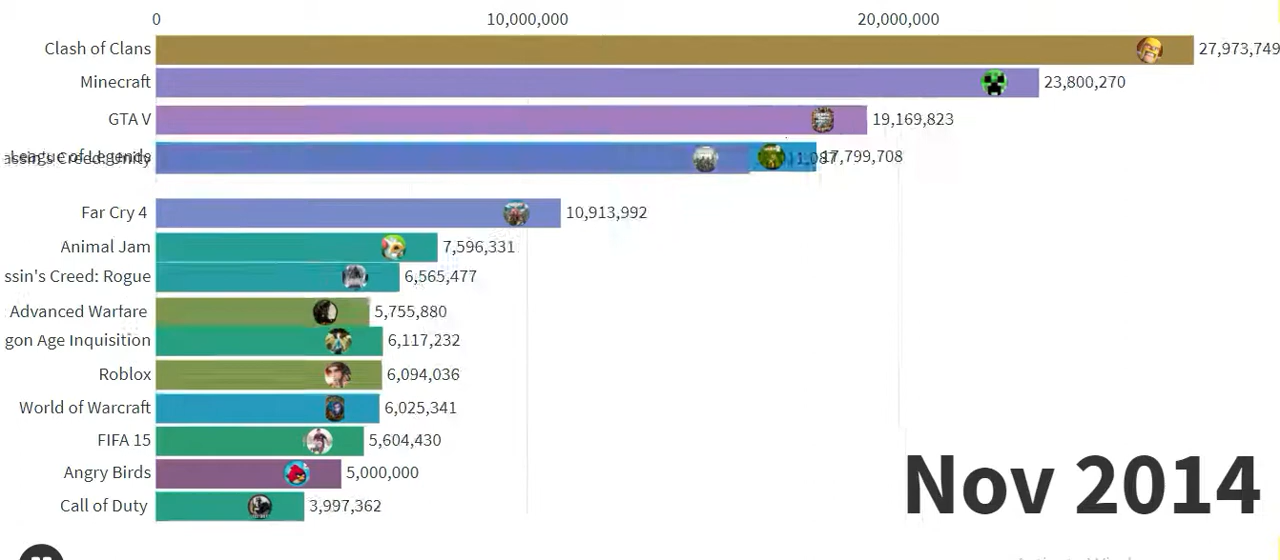 0 10,000,000 20,000,000
Clash of Clans 27,973,749
Minecraft 23,800,270
GTA V 19,169,823
League of Legends 17,799,708
Far Cry 4 10,913,992
Animal Jam 7,596,331
ssin's Creed: Rogue 6,565,477
Advanced Warfare 5,755,880
gon Age Inquisition 6,117,232
Roblox 6,094,036
World of Warcraft 6,025,341
FIFA 15 5,604,430
Angry Birds 5,000,000
Call of Duty 3,997,362
Nov 2014